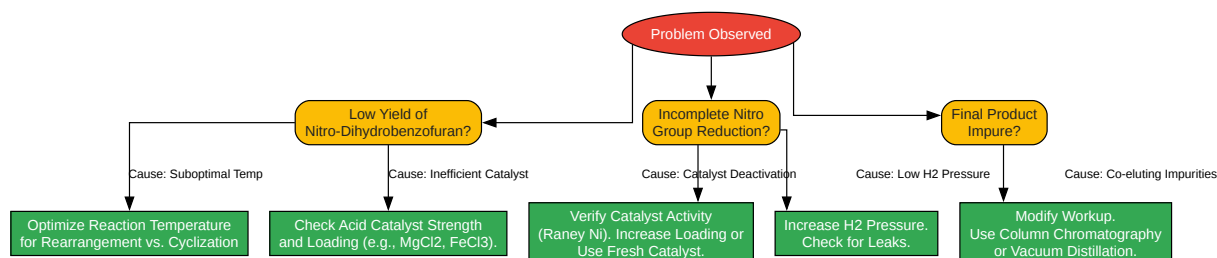 Problem Observed
Low Yield of
Nitro-Dihydrobenzofuran?
Incomplete Nitro
Group Reduction?
Final Product
Impure?
Cause: Suboptimal Temp
Cause: Inefficient Catalyst
Cause: Catalyst Deactivation
Cause: Low H2 Pressure
Cause: Co-eluting Impurities
Optimize Reaction Temperature
for Rearrangement vs. Cyclization
Check Acid Catalyst Strength
and Loading (e.g., MgCl2, FeCl3).
Verify Catalyst Activity
(Raney Ni). Increase Loading or
Use Fresh Catalyst.
Increase H2 Pressure.
Check for Leaks.
Modify Workup.
Use Column Chromatography
or Vacuum Distillation.